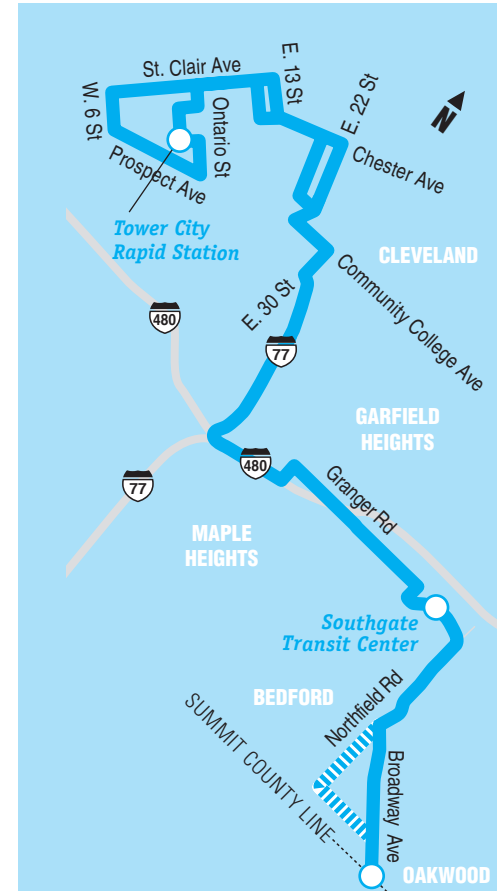 St. Clair Ave
E. 13 St
W. 6 St
Ontario St
E. 22 St
N
Chester Ave
Prospect Ave
Tower City
Rapid Station
CLEVELAND
Community College Ave
E. 30 St
480
77
GARFIELD
HEIGHTS
480
77
Granger Rd
MAPLE
HEIGHTS
Southgate
Transit Center
BEDFORD
Northfield Rd
SUMMIT COUNTY LINE
Broadway Ave
OAKWOOD